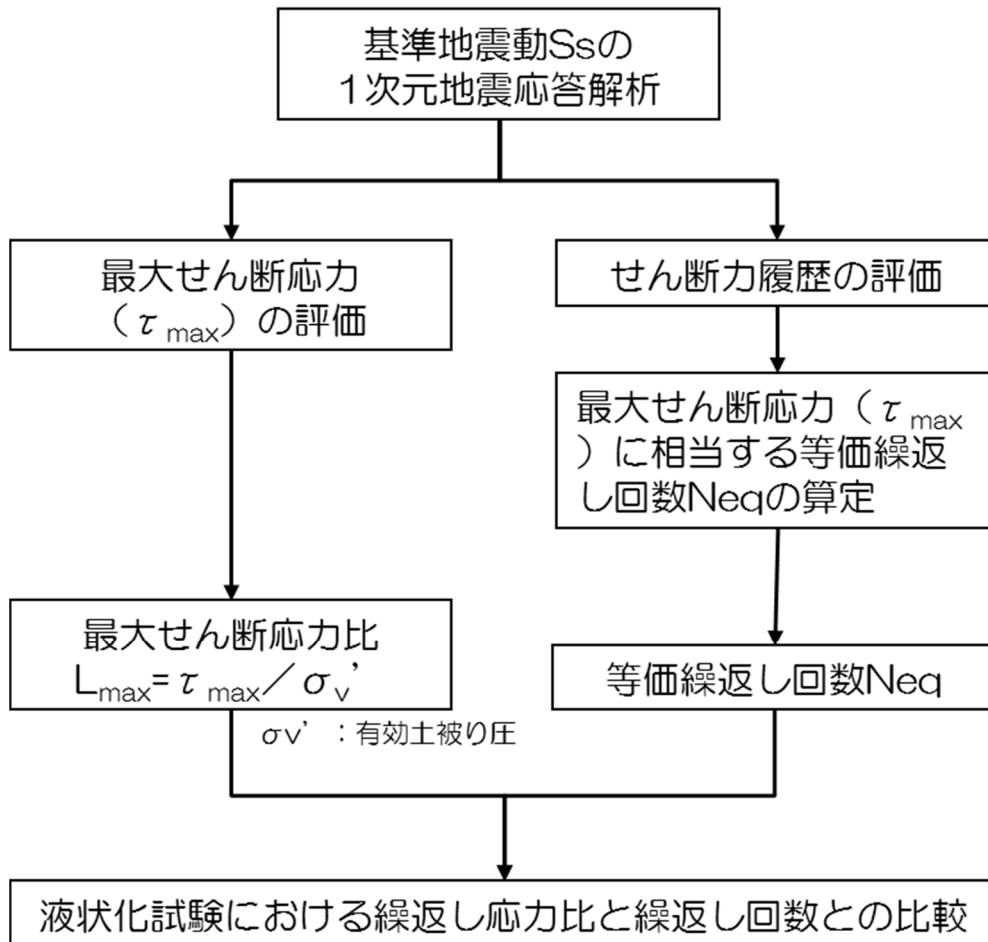 基準地震動Ssの
1次元地震応答解析
最大せん断応力
(τmax)の評価
最大せん断応力比
Lmax=τmax/σv'
σv':有効土被り圧
せん断力履歴の評価
最大せん断応力(τmax
)に相当する等価繰返
し回数Neqの算定
等価繰返し回数Neq
液状化試験における繰返し応力比と繰返し回数との比較